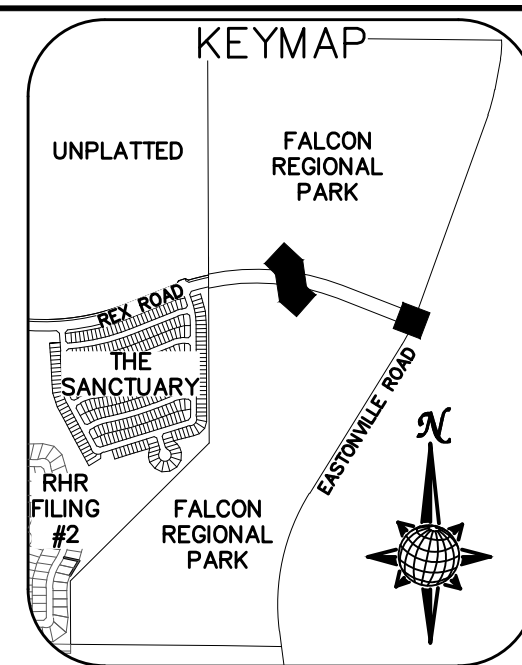 KEYMAP
UNPLATTED
FALCON
REGIONAL
PARK
REX ROAD
THE
SANCTUARY
EASTONVILLE ROAD
N
RHR
FILING
#2
FALCON
REGIONAL
PARK